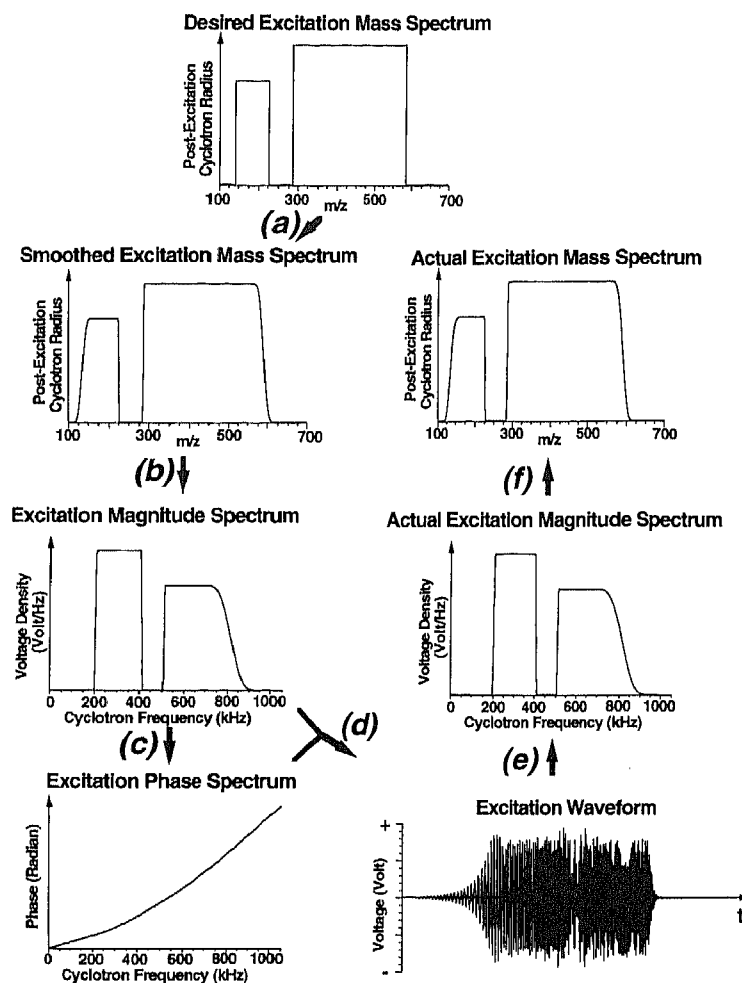 Desired Excitation Mass Spectrum
Post-Excitation
Cyclotron Radius
100 300 500 700
m/z
(a)
Smoothed Excitation Mass Spectrum
Post-Excitation
Cyclotron Radius
100 300 500 700
m/z
(b)
Actual Excitation Mass Spectrum
Post-Excitation
Cyclotron Radius
100 300 500 700
m/z
(f)
Excitation Magnitude Spectrum
Voltage Density
(Volt/Hz)
0 200 400 600 800 1000
Cyclotron Frequency (kHz)
(c)
Actual Excitation Magnitude Spectrum
Voltage Density
(Volt/Hz)
0 200 400 600 800 1000
Cyclotron Frequency (kHz)
(d)
(e)
Excitation Phase Spectrum
Phase (Radian)
0 200 400 600 800 1000
Cyclotron Frequency (kHz)
Excitation Waveform
+
Voltage (Volt)
-
t